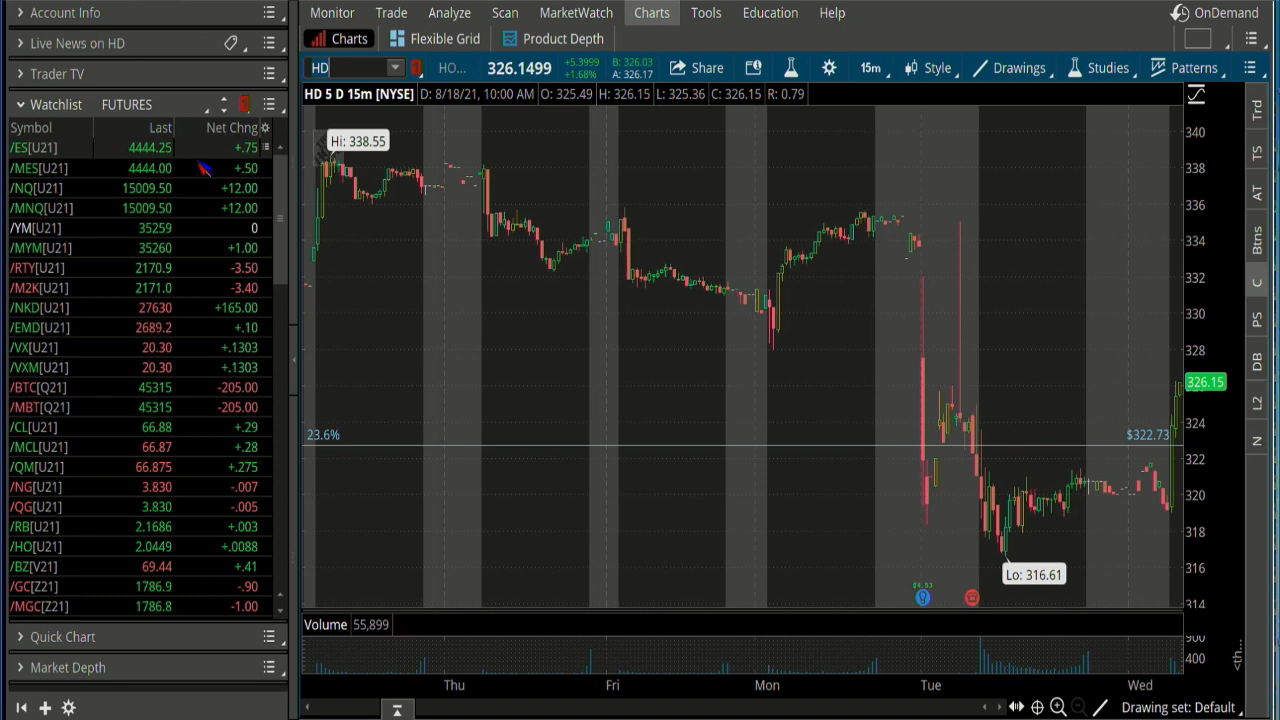 Account Info
Live News on HD
Trader TV
Watchlist FUTURES
Symbol Last Net Chng
/ES[U21] 4444.25 +.75
/MES[U21] 4444.00 +.50
/NQ[U21] 15009.50 +12.00
/MNQ[U21] 15009.50 +12.00
/YM[U21] 35259 0
/MYM[U21] 35260 +1.00
/RTY[U21] 2170.9 -3.50
/M2K[U21] 2171.0 -3.40
/NKD[U21] 27630 +165.00
/EMD[U21] 2689.2 +.10
/VX[U21] 20.30 +.1303
/VXM[U21] 20.30 +.1303
/BTC[Q21] 45315 -205.00
/MBT[Q21] 45315 -205.00
/CL[U21] 66.88 +.29
/MCL[U21] 66.87 +.28
/QM[U21] 66.875 +.275
/NG[U21] 3.830 -.007
/QG[U21] 3.830 -.005
/RB[U21] 2.1686 +.003
/HO[U21] 2.0449 +.0088
/BZ[V21] 69.44 +.41
/GC[Z21] 1786.9 -.90
/MGC[Z21] 1786.8 -1.00
Quick Chart
Market Depth
Monitor Trade Analyze Scan MarketWatch Charts Tools Education Help OnDemand
Charts Flexible Grid Product Depth
HD HO... 326.1499 +5.3999 +1.68% B: 326.03 A: 326.17 Share 15m Style Drawings Studies Patterns
HD 5 D 15m [NYSE] D: 8/18/21, 10:00 AM O: 325.49 H: 326.15 L: 325.36 C: 326.15 R: 0.79
Hi: 338.55
340
338
336
334
332
330
328
326.15
324
23.6% $322.73
322
320
318
316
Lo: 316.61
314
Volume 55,899
900
400
Thu Fri Mon Tue Wed
Drawing set: Default
Trd
TS
AT
Btns
C
PS
DB
L2
N